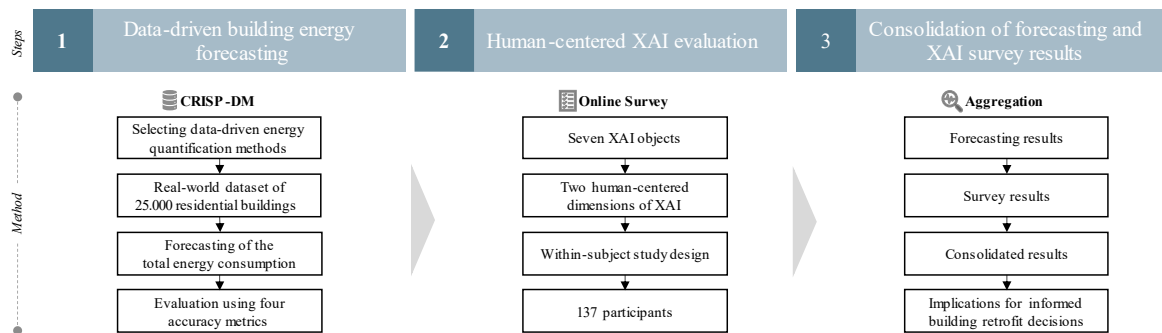 Steps
1
Data-driven building energy
forecasting
2
Human-centered XAI evaluation
3
Consolidation of forecasting and
XAI survey results
Method
CRISP-DM
Selecting data-driven energy
quantification methods
Real-world dataset of
25.000 residential buildings
Forecasting of the
total energy consumption
Evaluation using four
accuracy metrics
Online Survey
Seven XAI objects
Two human-centered
dimensions of XAI
Within-subject study design
137 participants
Aggregation
Forecasting results
Survey results
Consolidated results
Implications for informed
building retrofit decisions